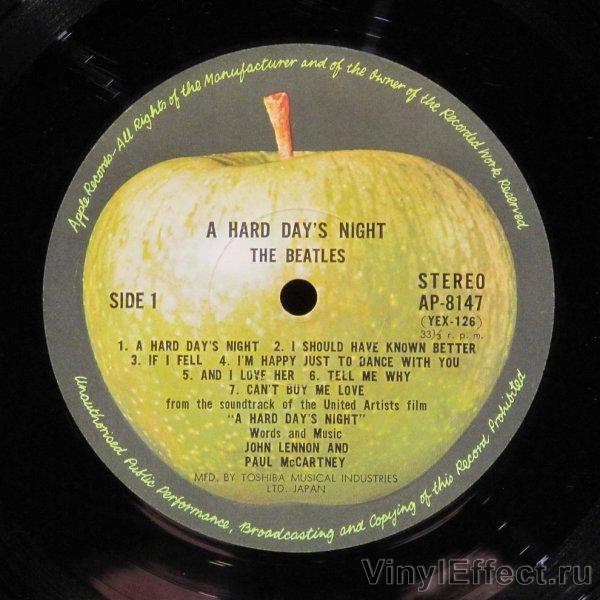 Apple Records-All Rights of the Manufacturer and of the Owner of the Recorded Work Reserved
A HARD DAY'S NIGHT
THE BEATLES
SIDE 1
STEREO
AP-8147
(YEX-126)
33⅓ r. p. m.
1. A HARD DAY'S NIGHT 2. I SHOULD HAVE KNOWN BETTER
3. IF I FELL 4. I'M HAPPY JUST TO DANCE WITH YOU
5. AND I LOVE HER 6. TELL ME WHY
7. CAN'T BUY ME LOVE
from the soundtrack of the United Artists film
"A HARD DAY'S NIGHT"
Words and Music
JOHN LENNON AND
PAUL McCARTNEY
MFD. BY TOSHIBA MUSICAL INDUSTRIES
LTD. JAPAN
Unauthorised Public Performance, Broadcasting and Copying of this Record Prohibited
VinylEffect.ru